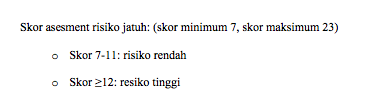 Skor asesment risiko jatuh: (skor minimum 7, skor maksimum 23)
o Skor 7-11: risiko rendah
o Skor ≥12: resiko tinggi